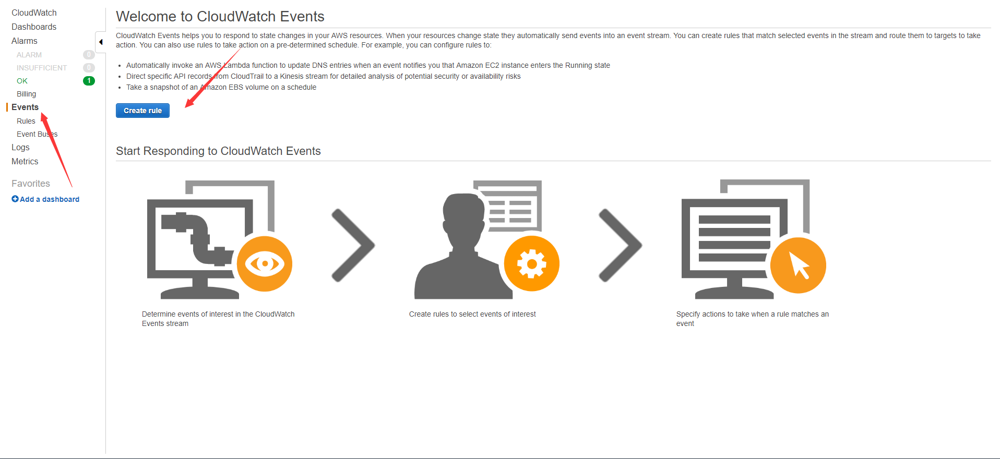 CloudWatch
Dashboards
Alarms
ALARM 0
INSUFFICIENT 0
OK 1
Billing
Events
Rules
Event Buses
Logs
Metrics
Favorites
Add a dashboard
Welcome to CloudWatch Events
CloudWatch Events helps you to respond to state changes in your AWS resources. When your resources change state they automatically send events into an event stream. You can create rules that match selected events in the stream and route them to targets to take
action. You can also use rules to take action on a pre-determined schedule. For example, you can configure rules to:
• Automatically invoke an AWS Lambda function to update DNS entries when an event notifies you that Amazon EC2 instance enters the Running state
• Direct specific API records from CloudTrail to a Kinesis stream for detailed analysis of potential security or availability risks
• Take a snapshot of an Amazon EBS volume on a schedule
Create rule
Start Responding to CloudWatch Events
Determine events of interest in the CloudWatch
Events stream
Create rules to select events of interest
Specify actions to take when a rule matches an
event